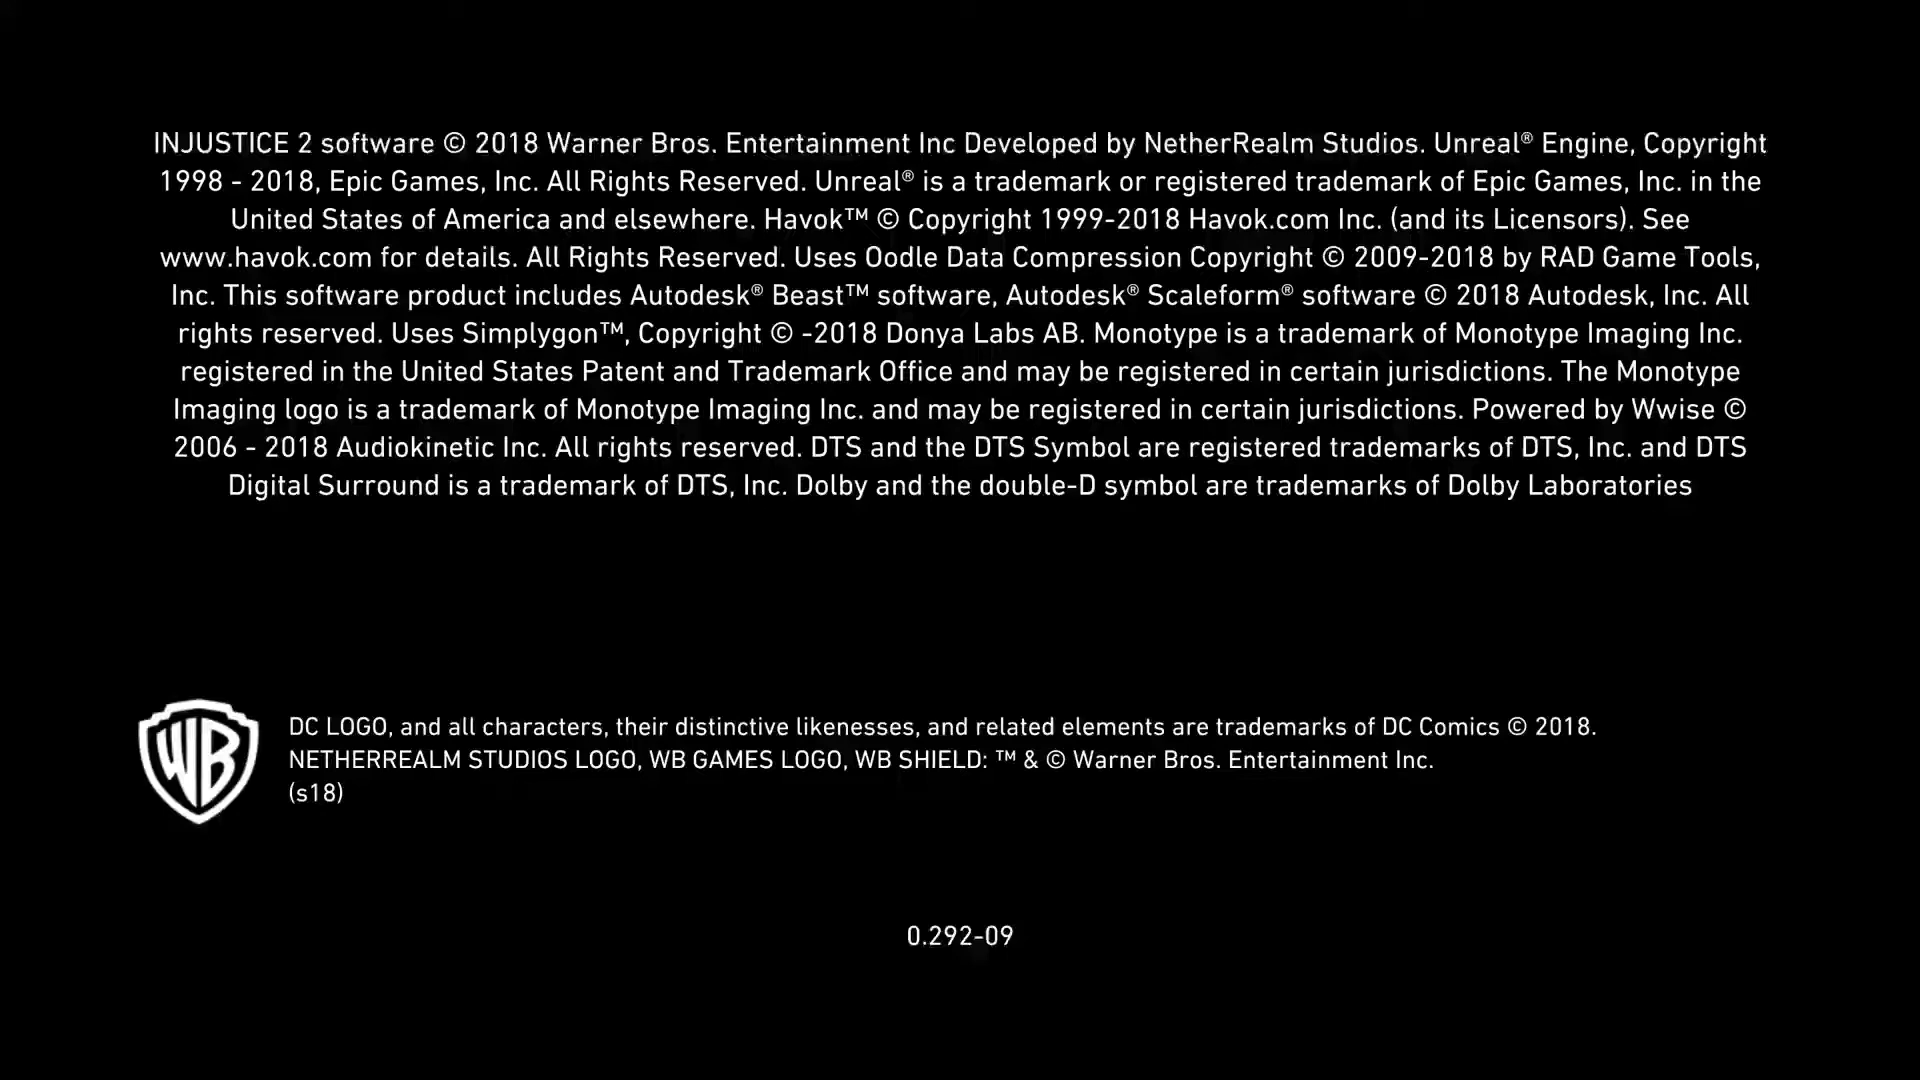 INJUSTICE 2 software © 2018 Warner Bros. Entertainment Inc Developed by NetherRealm Studios. Unreal® Engine, Copyright
1998 - 2018, Epic Games, Inc. All Rights Reserved. Unreal® is a trademark or registered trademark of Epic Games, Inc. in the
United States of America and elsewhere. Havok™ © Copyright 1999-2018 Havok.com Inc. (and its Licensors). See
www.havok.com for details. All Rights Reserved. Uses Oodle Data Compression Copyright © 2009-2018 by RAD Game Tools,
Inc. This software product includes Autodesk® Beast™ software, Autodesk® Scaleform® software © 2018 Autodesk, Inc. All
rights reserved. Uses Simplygon™, Copyright © -2018 Donya Labs AB. Monotype is a trademark of Monotype Imaging Inc.
registered in the United States Patent and Trademark Office and may be registered in certain jurisdictions. The Monotype
Imaging logo is a trademark of Monotype Imaging Inc. and may be registered in certain jurisdictions. Powered by Wwise ©
2006 - 2018 Audiokinetic Inc. All rights reserved. DTS and the DTS Symbol are registered trademarks of DTS, Inc. and DTS
Digital Surround is a trademark of DTS, Inc. Dolby and the double-D symbol are trademarks of Dolby Laboratories
WB
DC LOGO, and all characters, their distinctive likenesses, and related elements are trademarks of DC Comics © 2018.
NETHERREALM STUDIOS LOGO, WB GAMES LOGO, WB SHIELD: ™ & © Warner Bros. Entertainment Inc.
(s18)
0.292-09